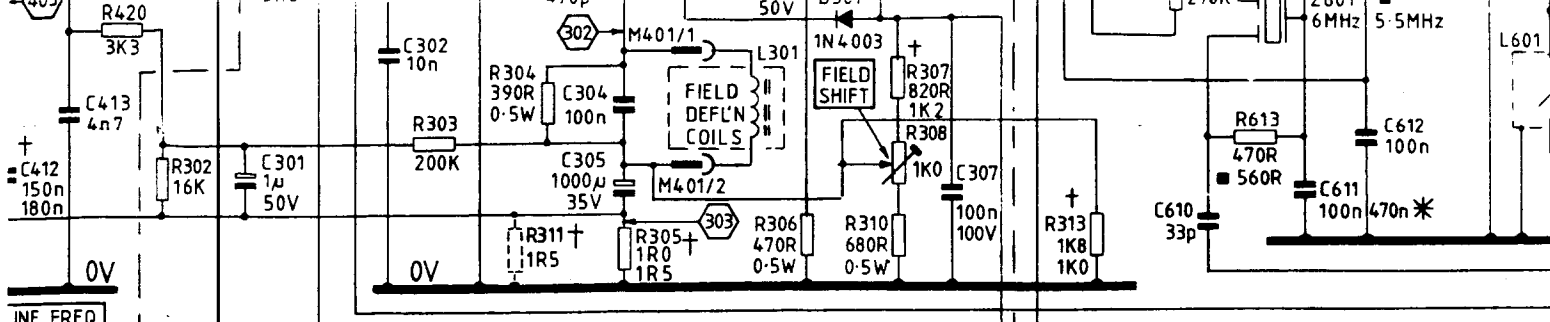 R420
3K3
C302
10n
302
M401/1
L301
50V
1N4003
R307
820R
1K2
FIELD
SHIFT
R304
390R
0·5W
C304
100n
FIELD
DEFL'N
COILS
C413
4n7
R303
200K
R308
1K0
R302
16K
C301
1µ
50V
C305
1000µ
35V
M401/2
C412
150n
180n
303
R311
1R5
R305
1R0
1R5
R306
470R
0·5W
R310
680R
0·5W
C307
100n
100V
R313
1K8
1K0
0V
0V
6MHz
5·5MHz
L601
R613
470R
560R
C612
100n
C611
100n 470n
C610
33p